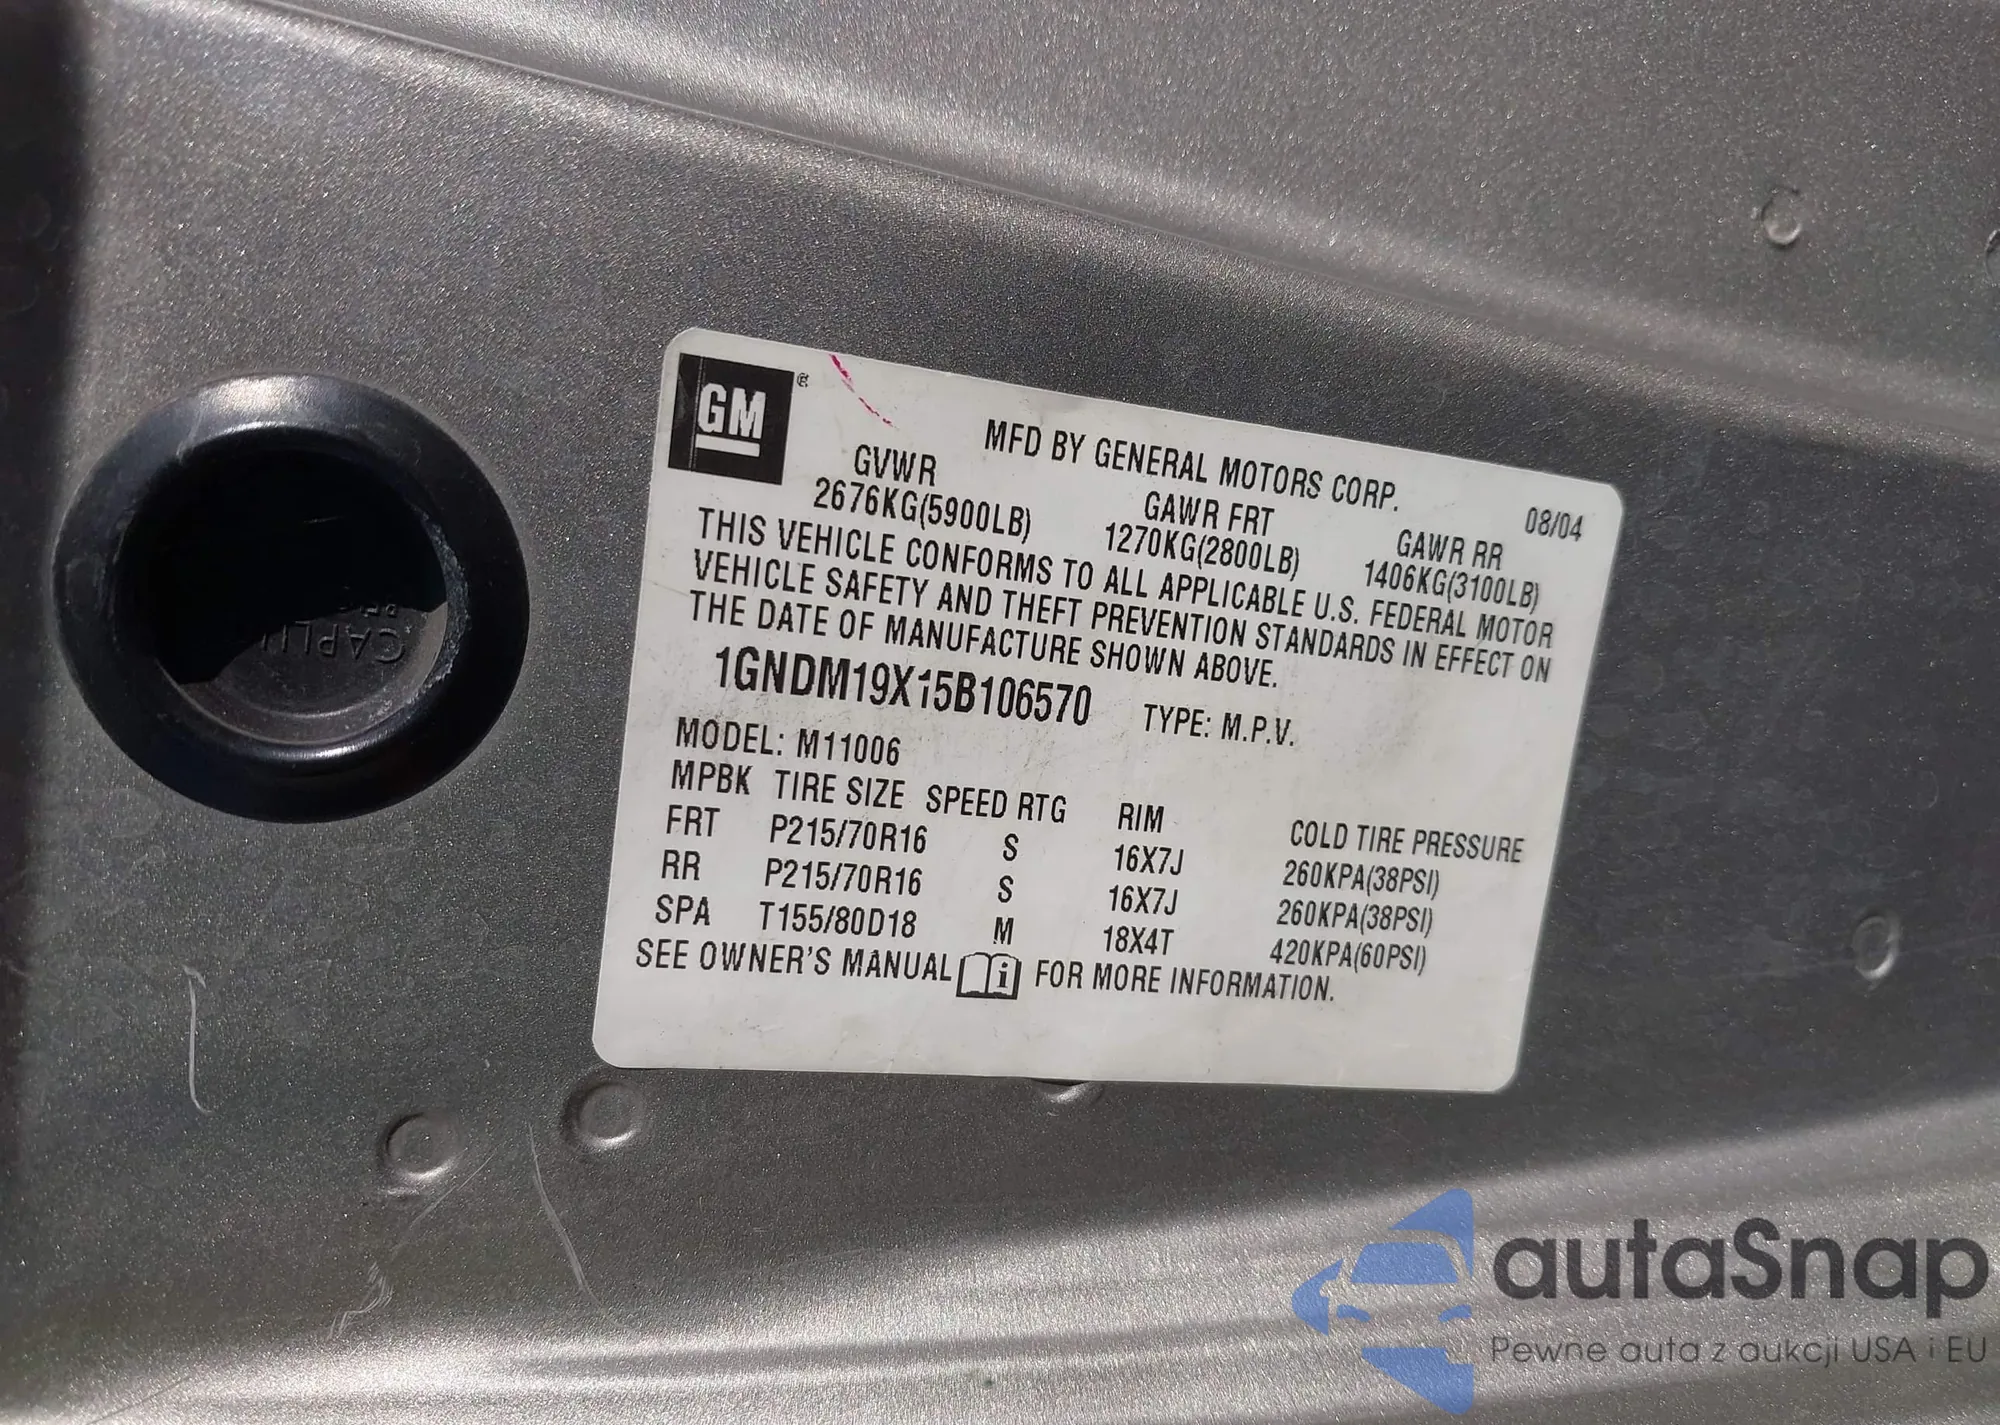 GM ®
MFD BY GENERAL MOTORS CORP.
08/04
GVWR
2676KG(5900LB)
GAWR FRT
1270KG(2800LB)
GAWR RR
1406KG(3100LB)
THIS VEHICLE CONFORMS TO ALL APPLICABLE U.S. FEDERAL MOTOR
VEHICLE SAFETY AND THEFT PREVENTION STANDARDS IN EFFECT ON
THE DATE OF MANUFACTURE SHOWN ABOVE.
1GNDM19X15B106570 TYPE: M.P.V.
MODEL: M11006
MPBK TIRE SIZE SPEED RTG RIM COLD TIRE PRESSURE
FRT P215/70R16 S 16X7J 260KPA(38PSI)
RR P215/70R16 S 16X7J 260KPA(38PSI)
SPA T155/80D18 M 18X4T 420KPA(60PSI)
SEE OWNER'S MANUAL i FOR MORE INFORMATION.
autaSnap
Pewne auta z aukcji USA i EU